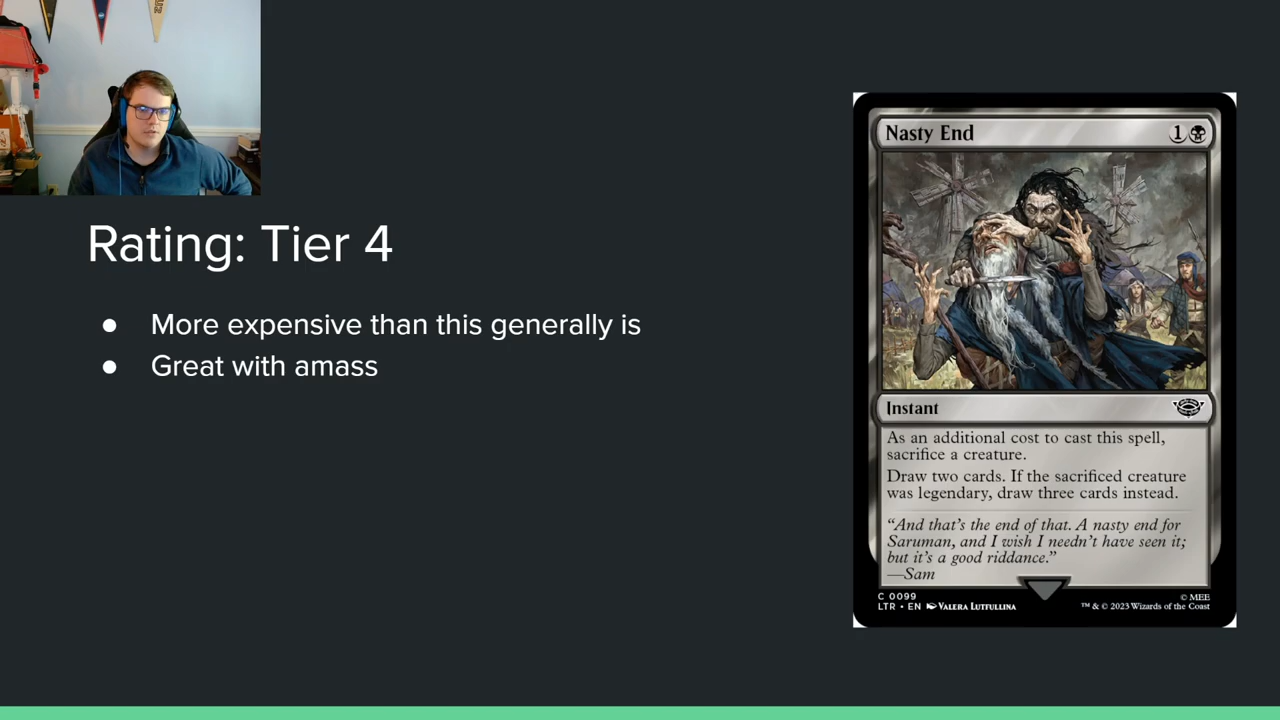 Rating: Tier 4
● More expensive than this generally is
● Great with amass
Nasty End
1
Instant
As an additional cost to cast this spell,
sacrifice a creature.
Draw two cards. If the sacrificed creature
was legendary, draw three cards instead.
“And that’s the end of that. A nasty end for
Saruman, and I wish I needn’t have seen it;
but it’s a good riddance.”
—Sam
C 0099
LTR • EN VALERA LUTFULLINA
© MEE
™ & © 2023 Wizards of the Coast